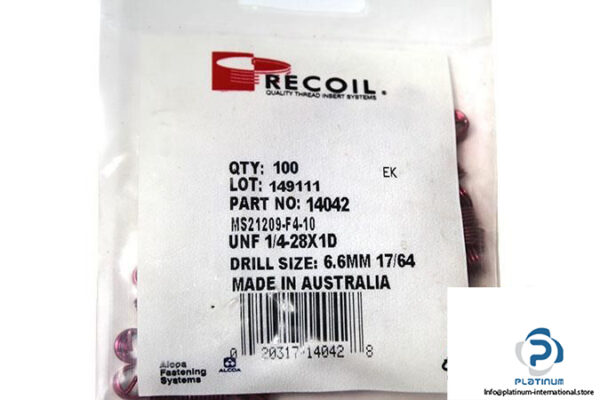 RECOIL®
QUALITY THREAD INSERT SYSTEMS
QTY: 100
EK
LOT: 149111
PART NO: 14042
MS21209-F4-10
UNF 1/4-28X1D
DRILL SIZE: 6.6MM 17/64
MADE IN AUSTRALIA
0 20317-14042 8
Alcoa
Fastening
Systems
ALCOA
PLATINUM
Info@platinum-international.store